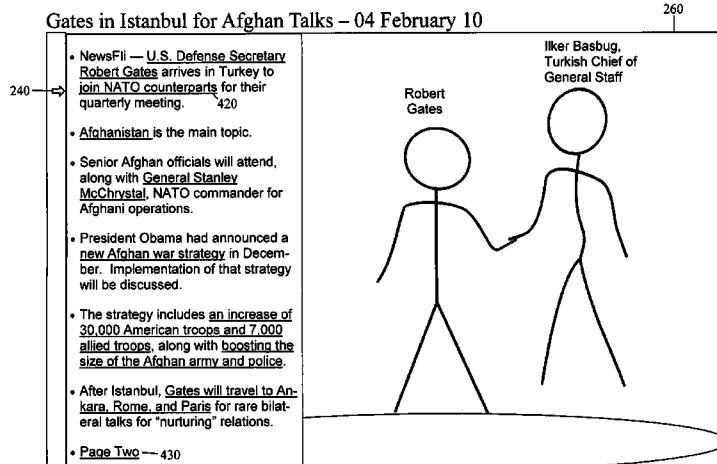 Gates in Istanbul for Afghan Talks – 04 February 10
260
• NewsFli — U.S. Defense Secretary
Robert Gates arrives in Turkey to
240
join NATO counterparts for their
quarterly meeting.
420
• Afghanistan is the main topic.
• Senior Afghan officials will attend,
along with General Stanley
McChrystal, NATO commander for
Afghani operations.
• President Obama had announced a
new Afghan war strategy in Decem-
ber. Implementation of that strategy
will be discussed.
• The strategy includes an increase of
30,000 American troops and 7,000
allied troops, along with boosting the
size of the Afghan army and police.
• After Istanbul, Gates will travel to An-
kara, Rome, and Paris for rare bilat-
eral talks for “nurturing” relations.
• Page Two
430
Robert
Gates
Ilker Basbug,
Turkish Chief of
General Staff